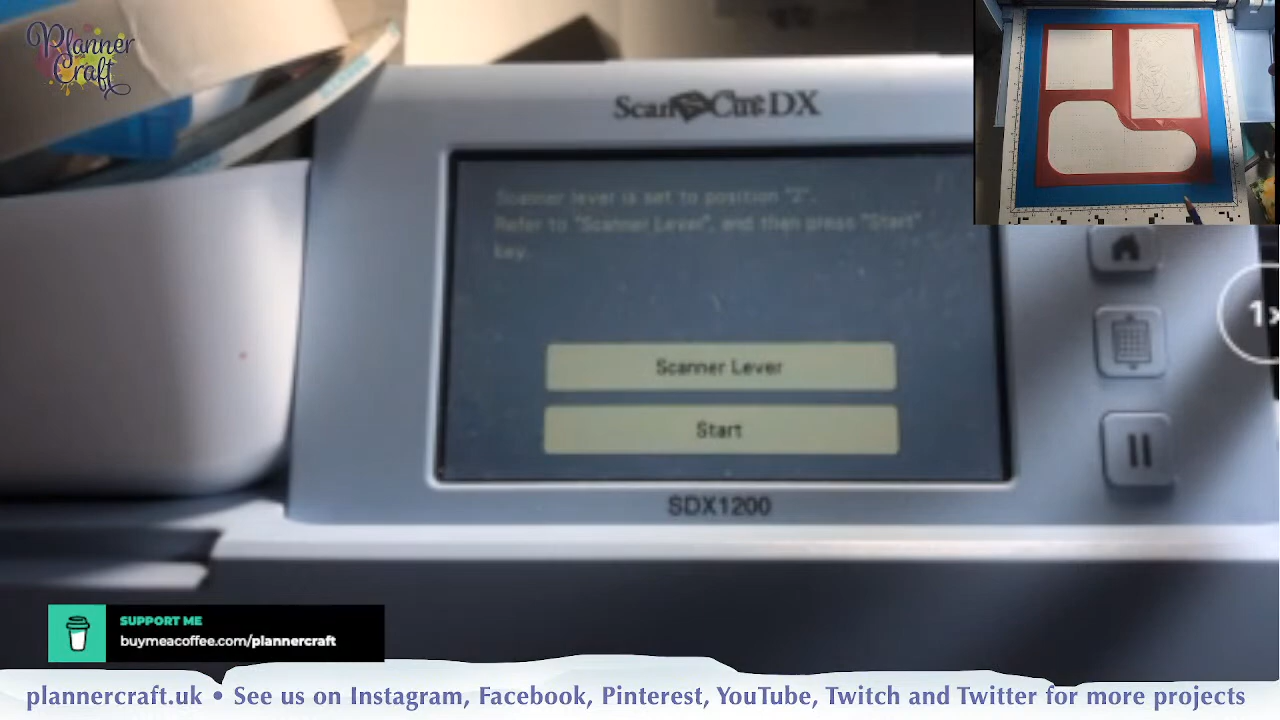 Planner
Craft
ScanNCut DX
Scanner lever is set to position "2".
Refer to "Scanner Lever", and then press "Start"
key.
Scanner Lever
Start
SDX1200
1x
SUPPORT ME
buymeacoffee.com/plannercraft
plannercraft.uk • See us on Instagram, Facebook, Pinterest, YouTube, Twitch and Twitter for more projects